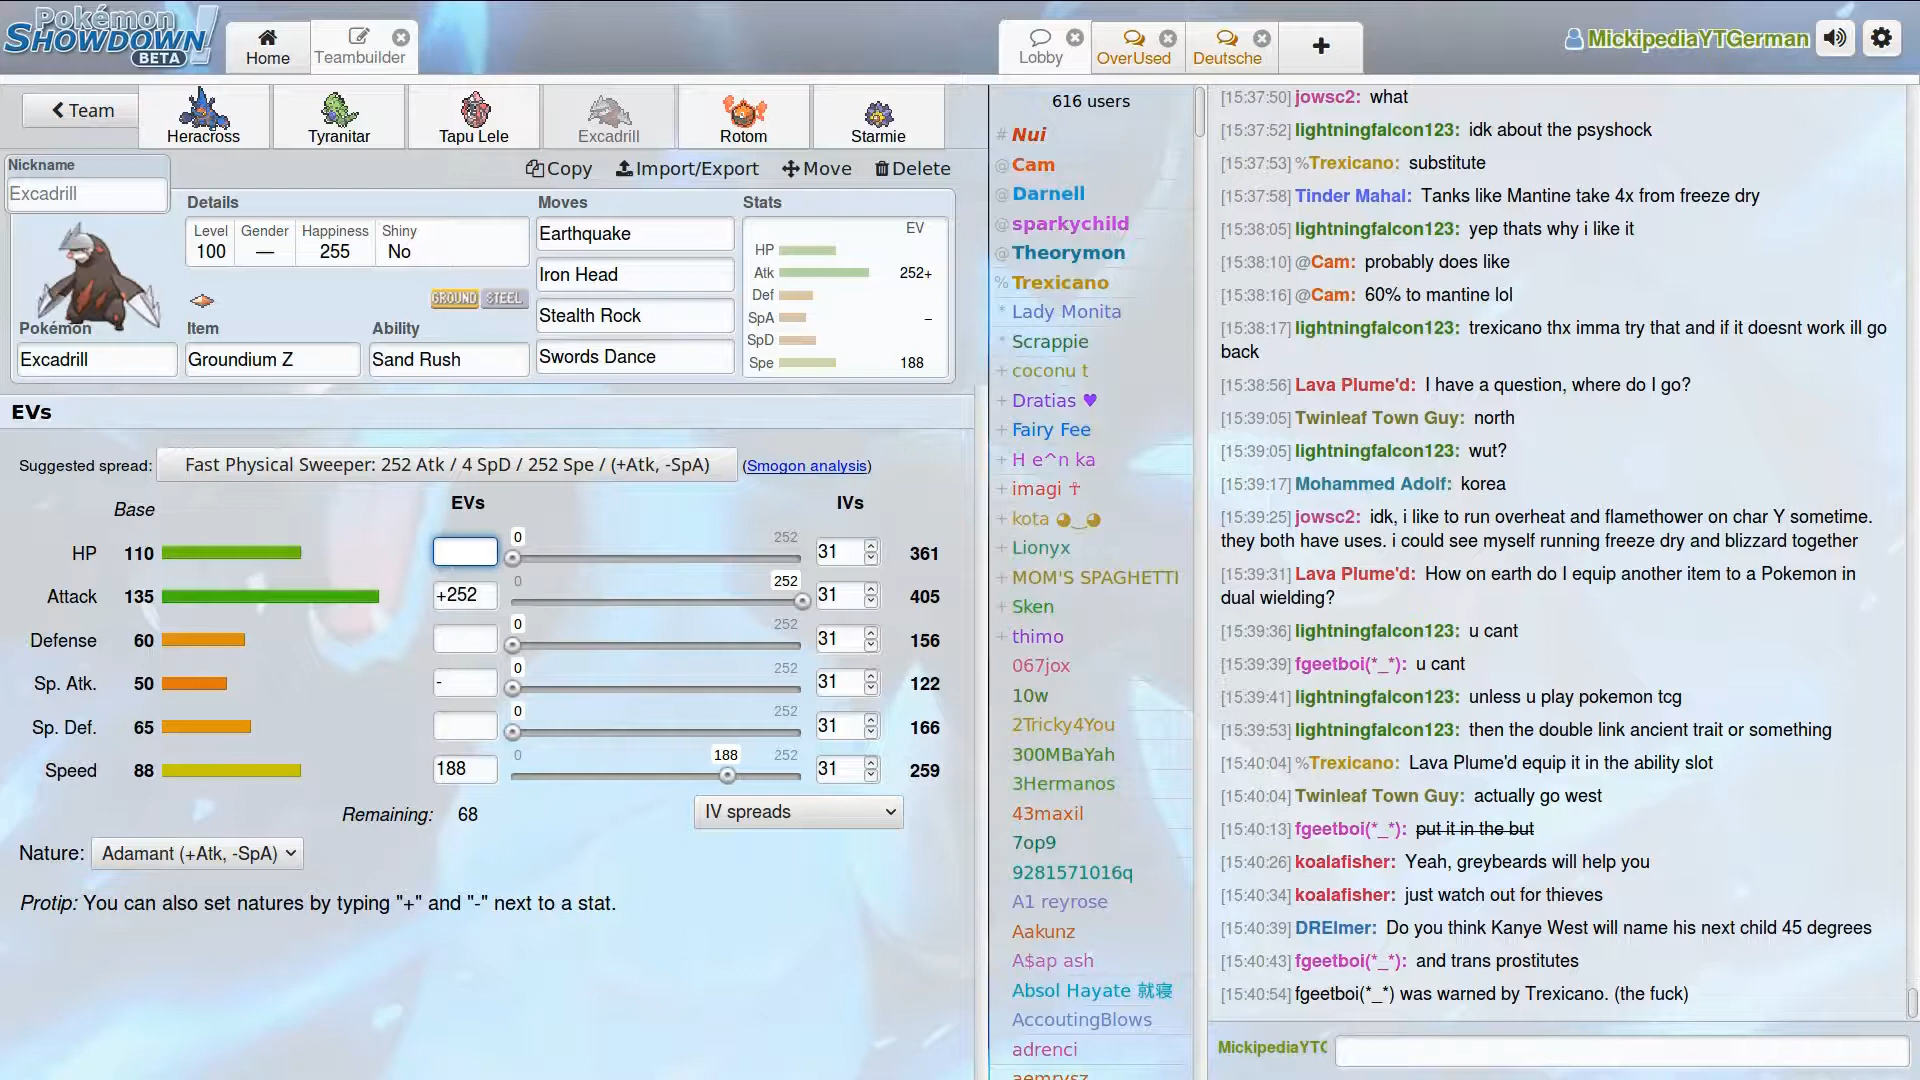 Pokémon
SHOWDOWN!
BETA
Home
Teambuilder
Lobby
OverUsed
Deutsche
+
MickipediaYTGerman
Team
Heracross
Tyranitar
Tapu Lele
Excadrill
Rotom
Starmie
Nickname
Excadrill
Copy
Import/Export
Move
Delete
Details
Level
100
Gender
—
Happiness
255
Shiny
No
GROUND STEEL
Pokémon
Excadrill
Item
Groundium Z
Ability
Sand Rush
Moves
Earthquake
Iron Head
Stealth Rock
Swords Dance
Stats
EV
HP
Atk 252+
Def
SpA –
SpD
Spe 188
EVs
Suggested spread: Fast Physical Sweeper: 252 Atk / 4 SpD / 252 Spe / (+Atk, -SpA) (Smogon analysis)
Base EVs IVs
HP 110 0 252 31 361
Attack 135 +252 0 252 31 405
Defense 60 0 252 31 156
Sp. Atk. 50 - 0 252 31 122
Sp. Def. 65 0 252 31 166
Speed 88 188 0 188 252 31 259
Remaining: 68
IV spreads
Nature: Adamant (+Atk, -SpA)
Protip: You can also set natures by typing "+" and "-" next to a stat.
616 users
# Nui
@ Cam
@ Darnell
@ sparkychild
@ Theorymon
% Trexicano
* Lady Monita
* Scrappie
+ coconu t
+ Dratias ♥
+ Fairy Fee
+ H e^n ka
+ imagi ☥
+ kota ◕‿◕
+ Lionyx
+ MOM'S SPAGHETTI
+ Sken
+ thimo
067jox
10w
2Tricky4You
300MBaYah
3Hermanos
43maxil
7op9
9281571016q
A1 reyrose
Aakunz
A$ap ash
Absol Hayate 就寝
AccoutingBlows
adrenci
aemrysz
[15:37:50] jowsc2: what
[15:37:52] lightningfalcon123: idk about the psyshock
[15:37:53] %Trexicano: substitute
[15:37:58] Tinder Mahal: Tanks like Mantine take 4x from freeze dry
[15:38:05] lightningfalcon123: yep thats why i like it
[15:38:10] @Cam: probably does like
[15:38:16] @Cam: 60% to mantine lol
[15:38:17] lightningfalcon123: trexicano thx imma try that and if it doesnt work ill go
back
[15:38:56] Lava Plume'd: I have a question, where do I go?
[15:39:05] Twinleaf Town Guy: north
[15:39:05] lightningfalcon123: wut?
[15:39:17] Mohammed Adolf: korea
[15:39:25] jowsc2: idk, i like to run overheat and flamethower on char Y sometime.
they both have uses. i could see myself running freeze dry and blizzard together
[15:39:31] Lava Plume'd: How on earth do I equip another item to a Pokemon in
dual wielding?
[15:39:36] lightningfalcon123: u cant
[15:39:39] fgeetboi(*_*): u cant
[15:39:41] lightningfalcon123: unless u play pokemon tcg
[15:39:53] lightningfalcon123: then the double link ancient trait or something
[15:40:04] %Trexicano: Lava Plume'd equip it in the ability slot
[15:40:04] Twinleaf Town Guy: actually go west
[15:40:13] fgeetboi(*_*): put it in the but
[15:40:26] koalafisher: Yeah, greybeards will help you
[15:40:34] koalafisher: just watch out for thieves
[15:40:39] DREImer: Do you think Kanye West will name his next child 45 degrees
[15:40:43] fgeetboi(*_*): and trans prostitutes
[15:40:54] fgeetboi(*_*) was warned by Trexicano. (the fuck)
MickipediaYTG